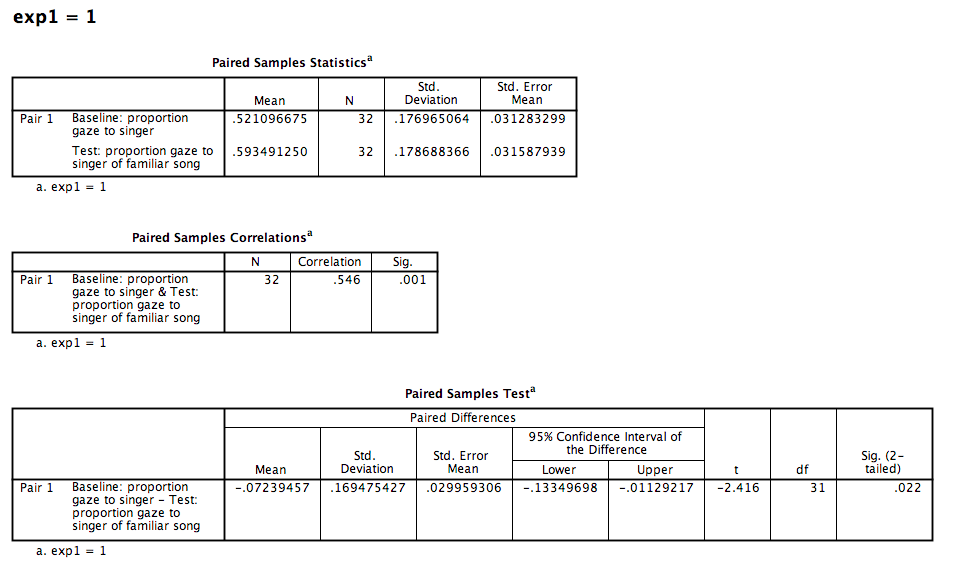 exp1 = 1
Paired Samples Statisticsa
Mean N Std. Deviation Std. Error Mean
Pair 1 Baseline: proportion gaze to singer .521096675 32 .176965064 .031283299
Test: proportion gaze to singer of familiar song .593491250 32 .178688366 .031587939
a. exp1 = 1
Paired Samples Correlationsa
N Correlation Sig.
Pair 1 Baseline: proportion gaze to singer & Test: proportion gaze to singer of familiar song 32 .546 .001
a. exp1 = 1
Paired Samples Testa
Paired Differences
95% Confidence Interval of the Difference
Mean Std. Deviation Std. Error Mean Lower Upper t df Sig. (2-tailed)
Pair 1 Baseline: proportion gaze to singer – Test: proportion gaze to singer of familiar song -.07239457 .169475427 .029959306 -.13349698 -.01129217 -2.416 31 .022
a. exp1 = 1